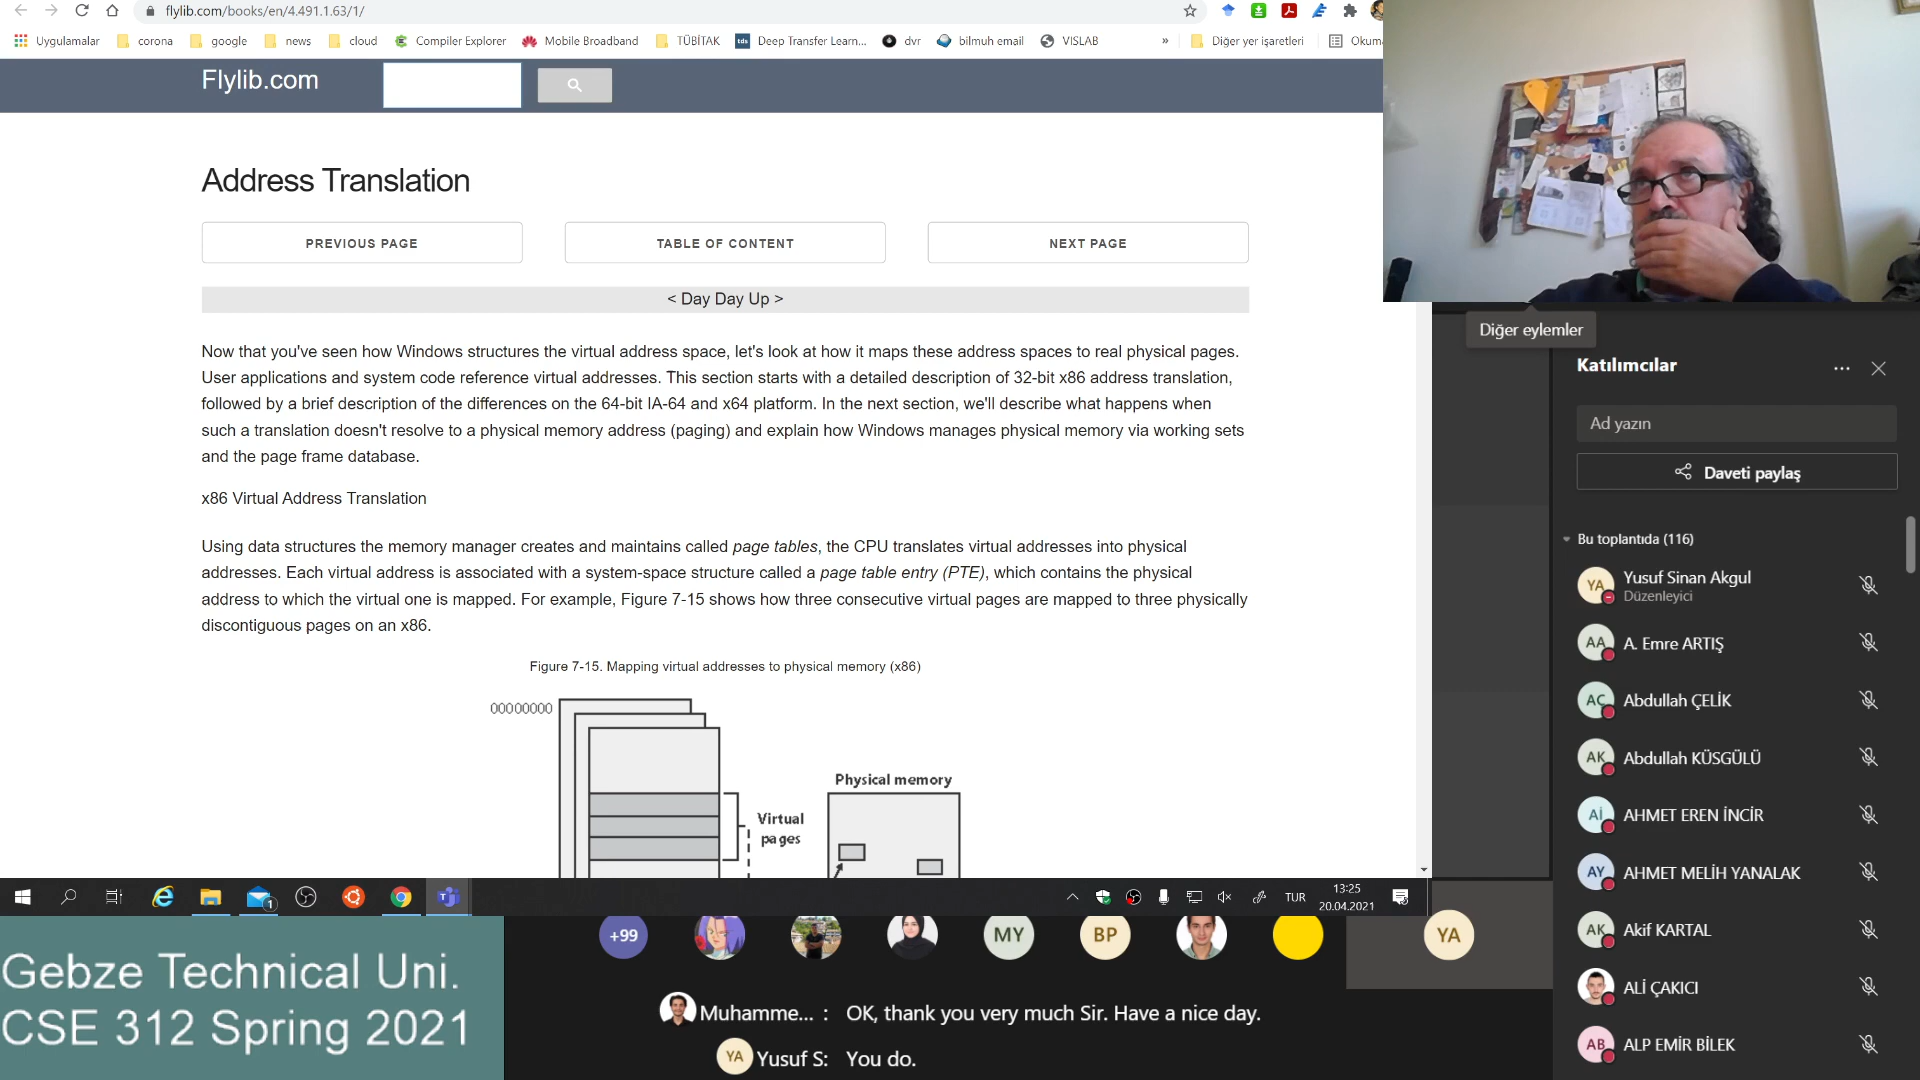 flylib.com/books/en/4.491.1.63/1/
Uygulamalar corona google news cloud Compiler Explorer Mobile Broadband TÜBİTAK tds Deep Transfer Learn... dvr bilmuh email VISLAB » Diğer yer işaretleri Okum
Flylib.com
Address Translation
PREVIOUS PAGE TABLE OF CONTENT NEXT PAGE
< Day Day Up >
Now that you've seen how Windows structures the virtual address space, let's look at how it maps these address spaces to real physical pages.
User applications and system code reference virtual addresses. This section starts with a detailed description of 32-bit x86 address translation,
followed by a brief description of the differences on the 64-bit IA-64 and x64 platform. In the next section, we'll describe what happens when
such a translation doesn't resolve to a physical memory address (paging) and explain how Windows manages physical memory via working sets
and the page frame database.
x86 Virtual Address Translation
Using data structures the memory manager creates and maintains called page tables, the CPU translates virtual addresses into physical
addresses. Each virtual address is associated with a system-space structure called a page table entry (PTE), which contains the physical
address to which the virtual one is mapped. For example, Figure 7-15 shows how three consecutive virtual pages are mapped to three physically
discontiguous pages on an x86.
Figure 7-15. Mapping virtual addresses to physical memory (x86)
00000000
Physical memory
Virtual
pages
Diğer eylemler
Katılımcılar
Ad yazın
Daveti paylaş
Bu toplantıda (116)
YA Yusuf Sinan Akgul
Düzenleyici
AA A. Emre ARTIŞ
AÇ Abdullah ÇELİK
AK Abdullah KÜSGÜLÜ
Aİ AHMET EREN İNCİR
AY AHMET MELİH YANALAK
AK Akif KARTAL
ALİ ÇAKICI
AB ALP EMİR BİLEK
1 TUR 13:25
20.04.2021
+99 MY BP YA
Gebze Technical Uni.
CSE 312 Spring 2021
Muhamme... : OK, thank you very much Sir. Have a nice day.
YA Yusuf S: You do.